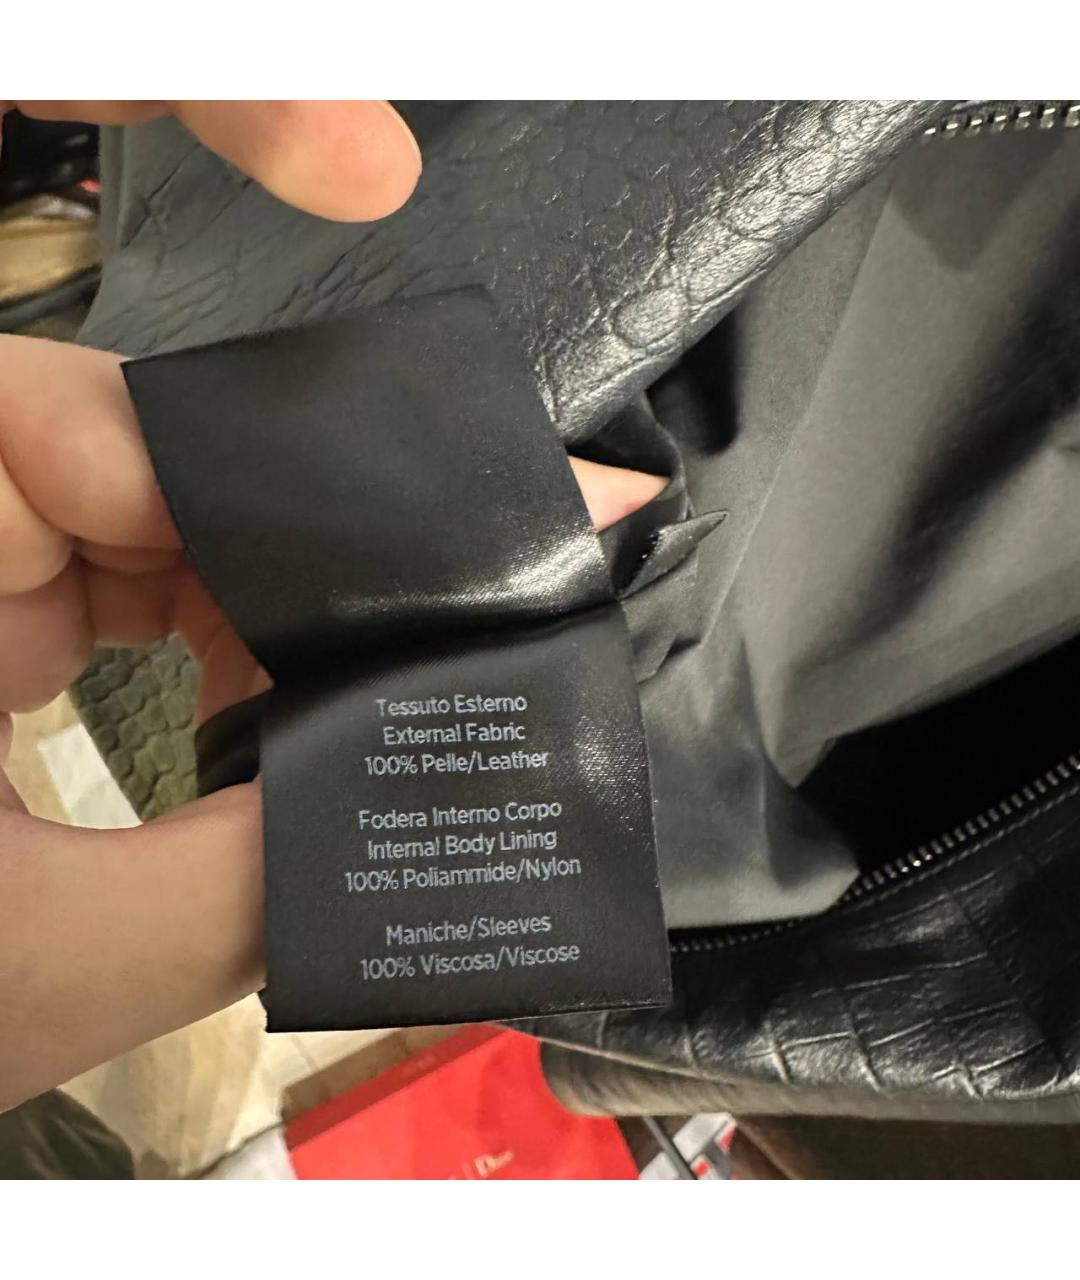 Tessuto Esterno
External Fabric
100% Pelle/Leather
Fodera Interno Corpo
Internal Body Lining
100% Poliammide/Nylon
Maniche/Sleeves
100% Viscosa/Viscose